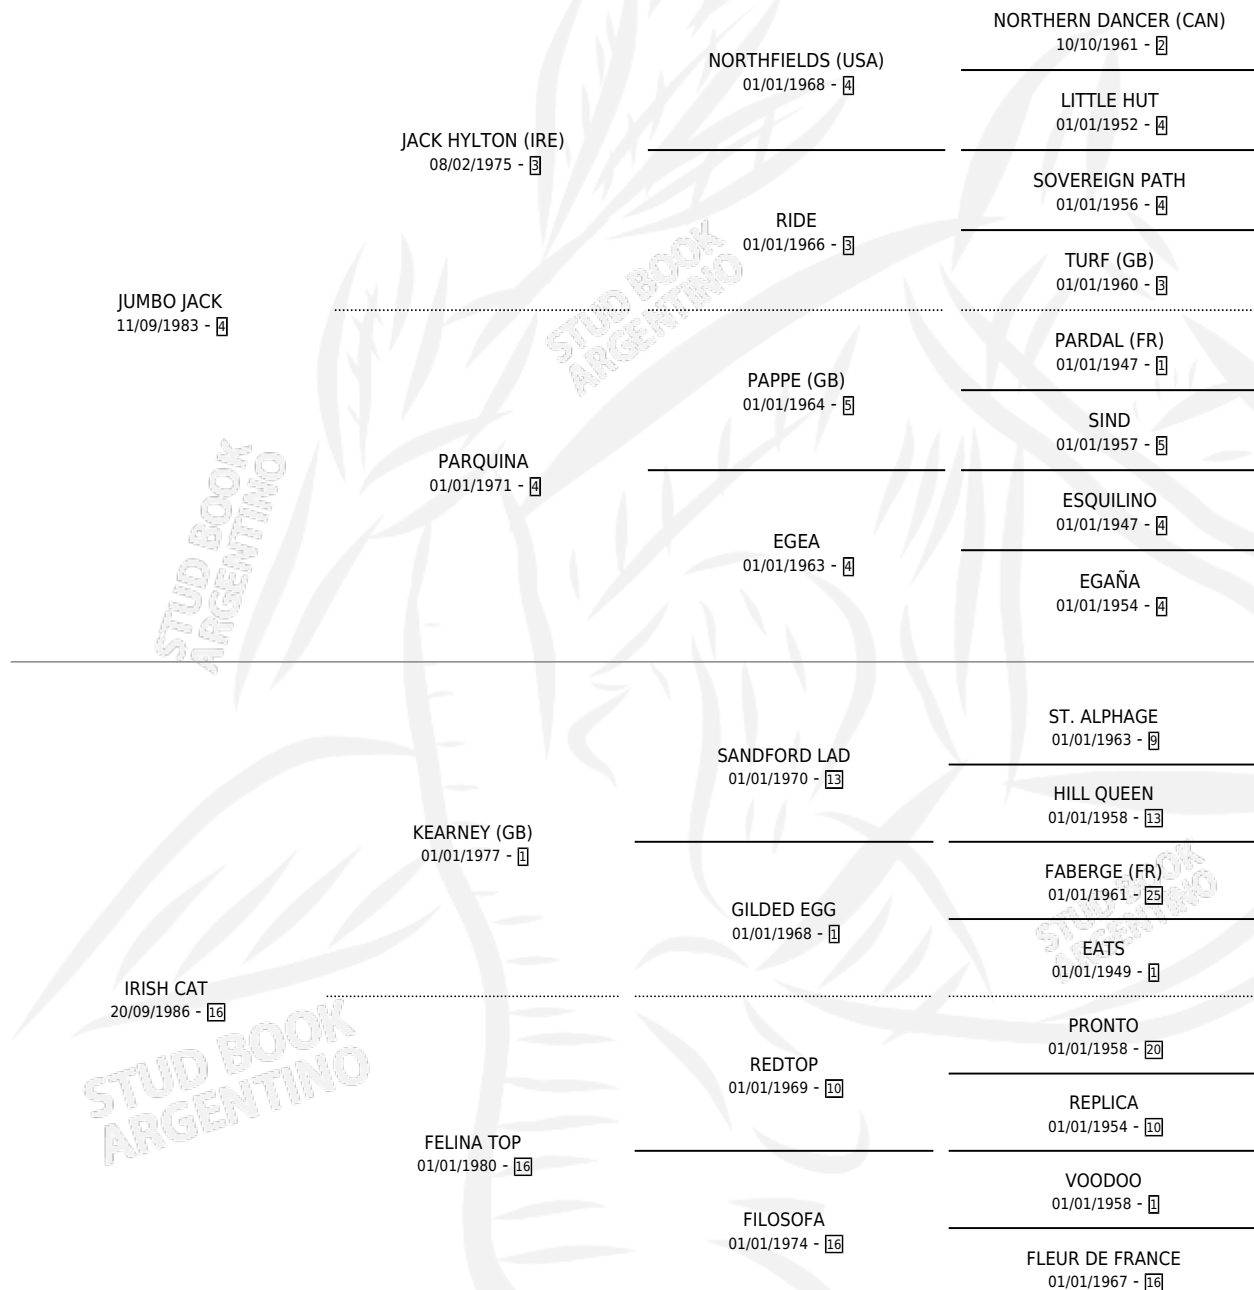 NORTHERN DANCER (CAN)
10/10/1961 - 2
NORTHFIELDS (USA)
01/01/1968 - 4
LITTLE HUT
01/01/1952 - 4
JACK HYLTON (IRE)
08/02/1975 - 3
SOVEREIGN PATH
01/01/1956 - 4
RIDE
01/01/1966 - 3
TURF (GB)
01/01/1960 - 3
JUMBO JACK
11/09/1983 - 4
PARDAL (FR)
01/01/1947 - 1
PAPPE (GB)
01/01/1964 - 5
SIND
01/01/1957 - 5
PARQUINA
01/01/1971 - 4
ESQUILINO
01/01/1947 - 4
EGEA
01/01/1963 - 4
EGAÑA
01/01/1954 - 4
ST. ALPHAGE
01/01/1963 - 9
SANDFORD LAD
01/01/1970 - 13
HILL QUEEN
01/01/1958 - 13
KEARNEY (GB)
01/01/1977 - 1
FABERGE (FR)
01/01/1961 - 25
GILDED EGG
01/01/1968 - 1
EATS
01/01/1949 - 1
IRISH CAT
20/09/1986 - 16
PRONTO
01/01/1958 - 20
REDTOP
01/01/1969 - 10
REPLICA
01/01/1954 - 10
FELINA TOP
01/01/1980 - 16
VOODOO
01/01/1958 - 1
FILOSOFA
01/01/1974 - 16
FLEUR DE FRANCE
01/01/1967 - 16
STUD BOOK
ARGENTINO
STUD BOOK
ARGENTINO
STUD BOOK
ARGENTINO
STUD BOOK
ARGENTINO